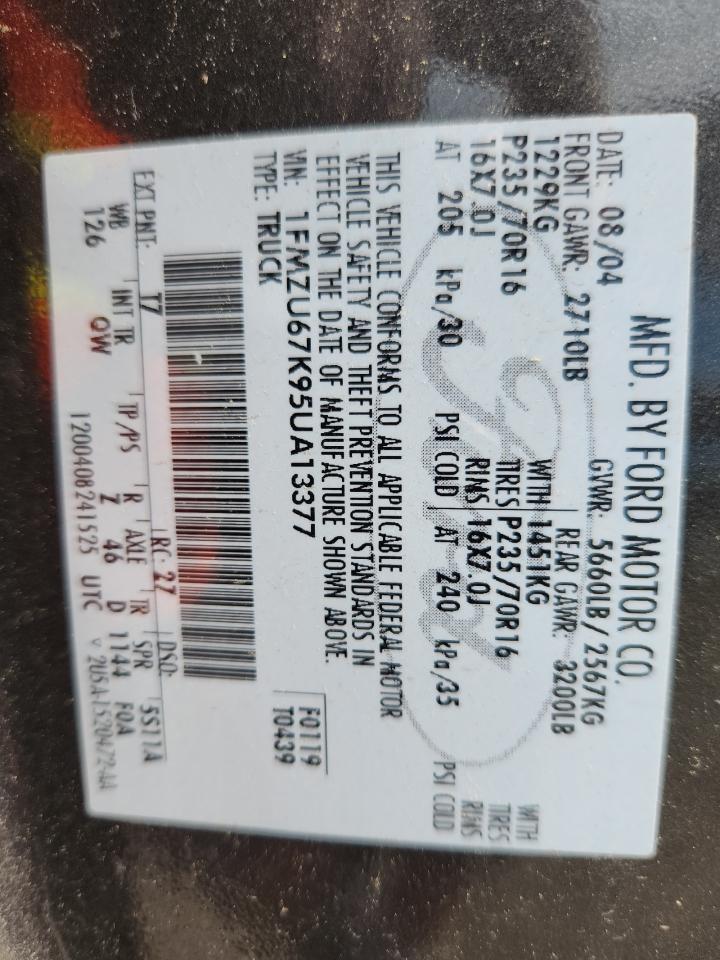 MFD. BY FORD MOTOR CO.
DATE: 08/04 GVWR: 5660LB / 2567KG
FRONT GAWR: 2710LB REAR GAWR: 3200LB
1229KG WITH 1451KG WITH
P235/70R16 TIRES P235/70R16 TIRES
16X7.0J RIMS 16X7.0J RIMS
AT 205 kPa/30 PSI COLD AT 240 kPa/35 PSI COLD
THIS VEHICLE CONFORMS TO ALL APPLICABLE FEDERAL MOTOR
VEHICLE SAFETY AND THEFT PREVENTION STANDARDS IN
EFFECT ON THE DATE OF MANUFACTURE SHOWN ABOVE.
VIN: 1FMZU67K95UA13377 F0119
TYPE: TRUCK T0439
EXT PNT: T7 RC: 27 DSO:
WB INT TR TP/PS R AXLE TR SPR 5S11A
126 QW Z 46 D 1144 F0A
1200408241525 UTC